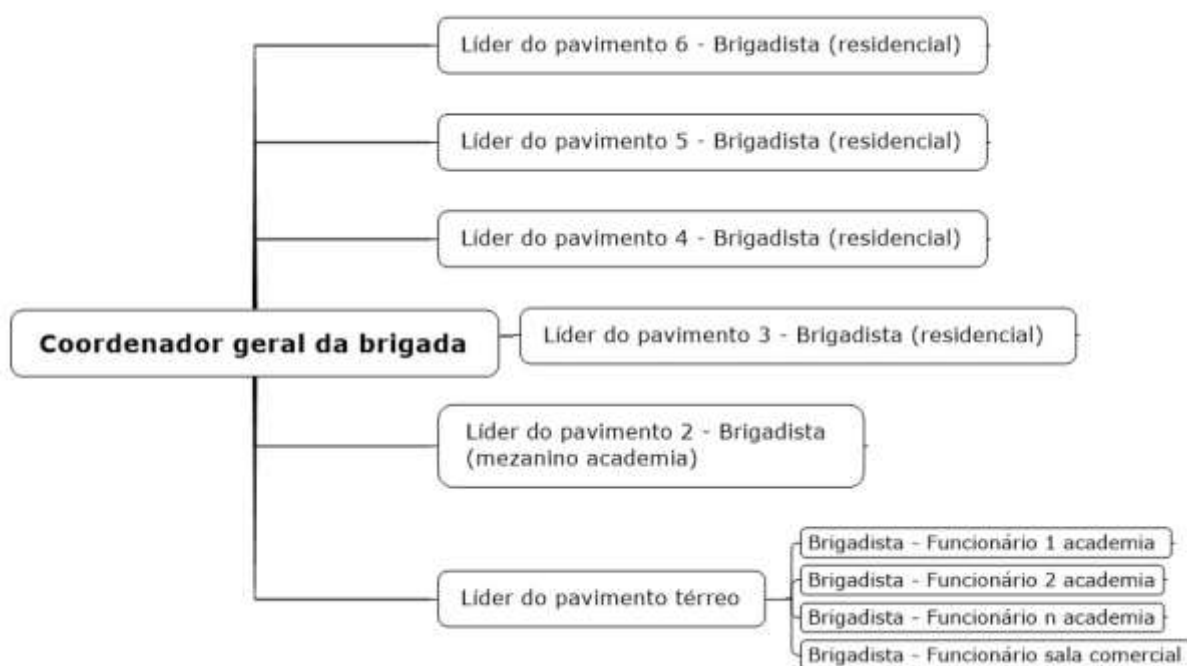 Líder do pavimento 6 - Brigadista (residencial)
Líder do pavimento 5 - Brigadista (residencial)
Líder do pavimento 4 - Brigadista (residencial)
Coordenador geral da brigada
Líder do pavimento 3 - Brigadista (residencial)
Líder do pavimento 2 - Brigadista
(mezanino academia)
Líder do pavimento térreo
Brigadista - Funcionário 1 academia
Brigadista - Funcionário 2 academia
Brigadista - Funcionário n academia
Brigadista - Funcionário sala comercial